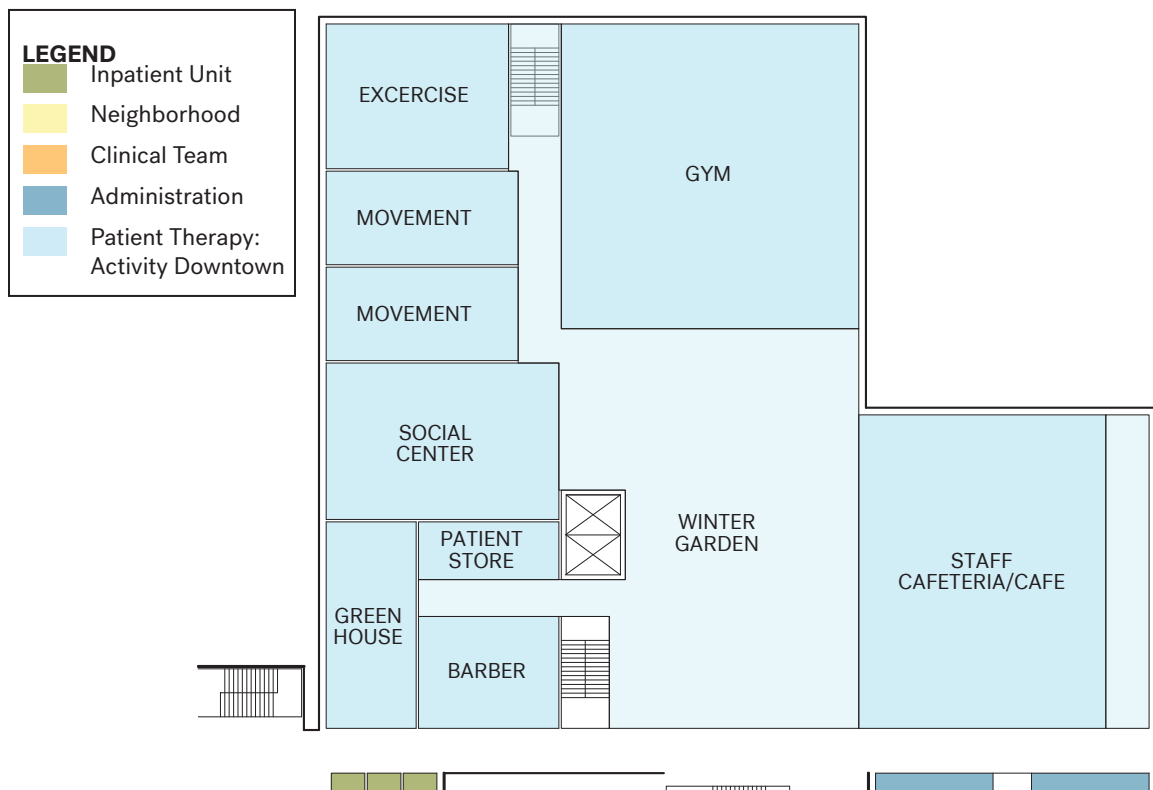 LEGEND
Inpatient Unit
Neighborhood
Clinical Team
Administration
Patient Therapy:
Activity Downtown
EXCERCISE
GYM
MOVEMENT
MOVEMENT
SOCIAL
CENTER
PATIENT
STORE
WINTER
GARDEN
STAFF
CAFETERIA/CAFE
GREEN
HOUSE
BARBER